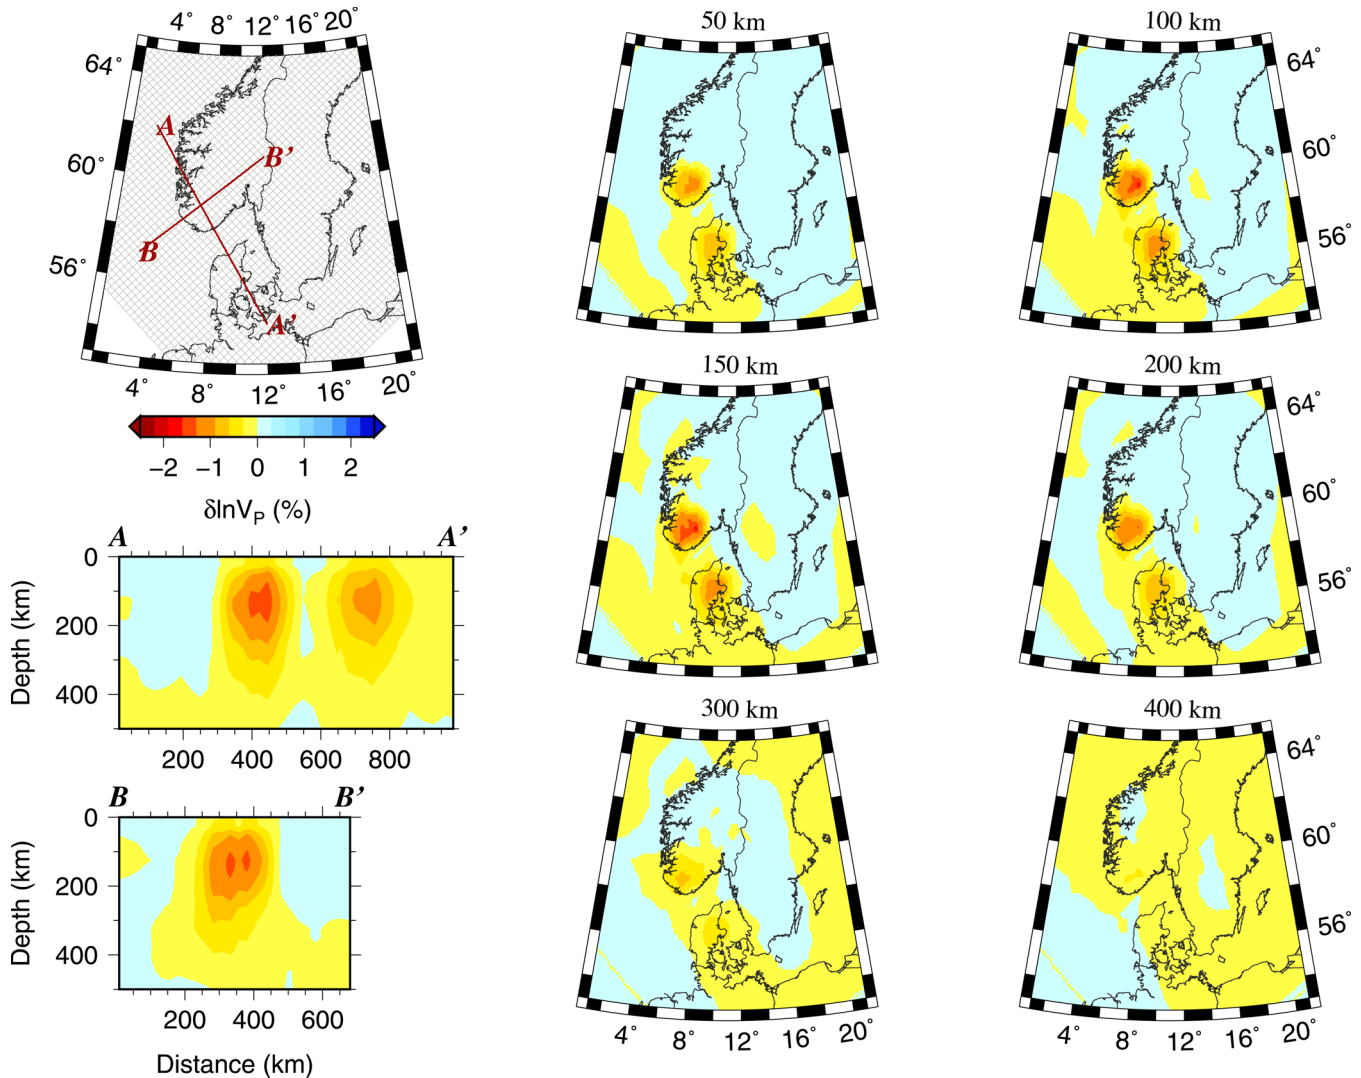 4° 8° 12° 16° 20°
64°
60°
56°
A
B'
B
A'
4° 8° 12° 16° 20°
−2 −1 0 1 2
δlnVP (%)
A A'
0
200
400
Depth (km)
200 400 600 800
B B'
0
200
400
Depth (km)
200 400 600
Distance (km)
50 km
100 km
64°
60°
56°
150 km
200 km
64°
60°
56°
300 km
400 km
64°
60°
56°
4° 8° 12° 16° 20°
4° 8° 12° 16° 20°